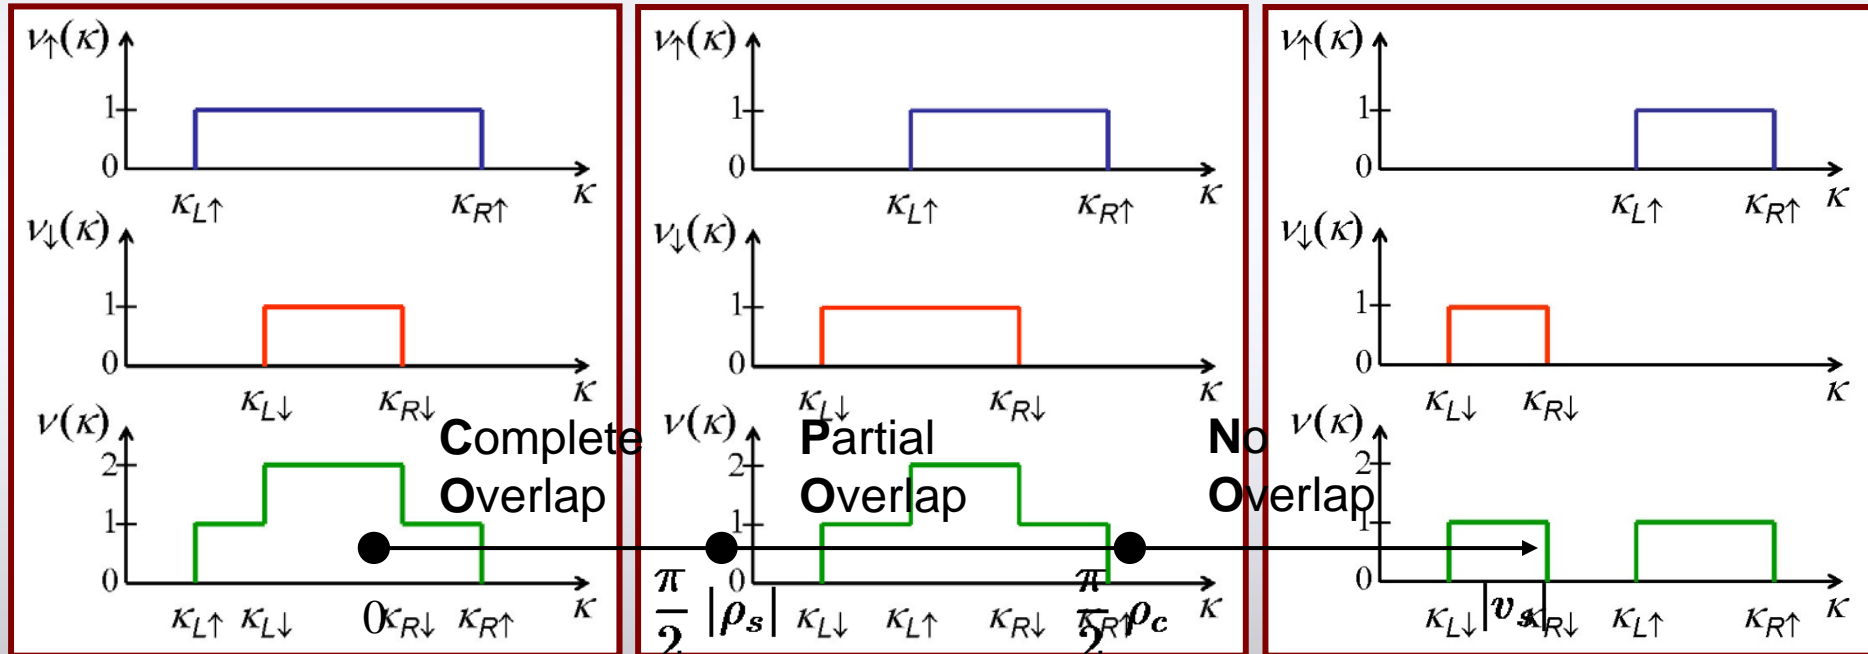 ν↑(κ)
1
0
κL↑ κR↑ κ
ν↓(κ)
1
0
κL↓ κR↓ κ
ν(κ)
2
1
0
κL↑ κL↓ κR↓ κR↑ κ
ν↑(κ)
1
0
κL↑ κR↑ κ
ν↓(κ)
1
0
κL↓ κR↓ κ
ν(κ)
2
1
0
κL↓ κL↑ κR↓ κR↑ κ
ν↑(κ)
1
0
κL↑ κR↑ κ
ν↓(κ)
1
0
κL↓ κR↓ κ
ν(κ)
2
1
0
κL↓ κR↓ κL↑ κR↑ κ
Complete
Overlap
Partial
Overlap
No
Overlap
0
π/2 |ρs|
π/2 ρc
|vs|